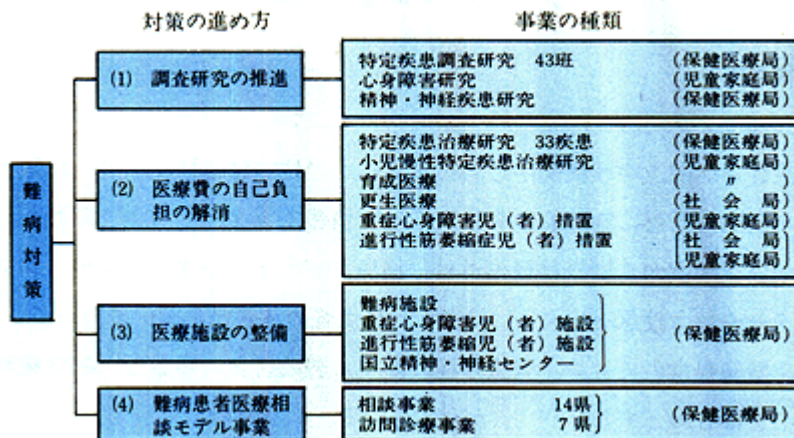 対策の進め方
事業の種類
難病対策
(1) 調査研究の推進
特定疾患調査研究 43班 (保健医療局)
心身障害研究 (児童家庭局)
精神・神経疾患研究 (保健医療局)
(2) 医療費の自己負
担の解消
特定疾患治療研究 33疾患 (保健医療局)
小児慢性特定疾患治療研究 (児童家庭局)
育成医療 ( 〃 )
更生医療 (社会局)
重症心身障害児(者)措置 (児童家庭局)
進行性筋萎縮症児(者)措置 社会局
児童家庭局
(3) 医療施設の整備
難病施設
重症心身障害児(者)施設
進行性筋萎縮児(者)施設
国立精神・神経センター
(保健医療局)
(4) 難病患者医療相
談モデル事業
相談事業 14県
訪問診療事業 7県
(保健医療局)